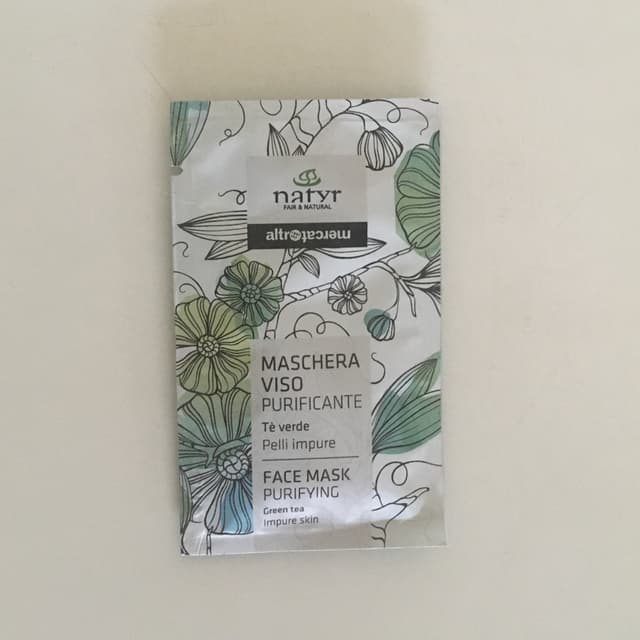 natyr
FAIR & NATURAL
altromercato
MASCHERA
VISO
PURIFICANTE
Tè verde
Pelli impure
FACE MASK
PURIFYING
Green tea
Impure skin